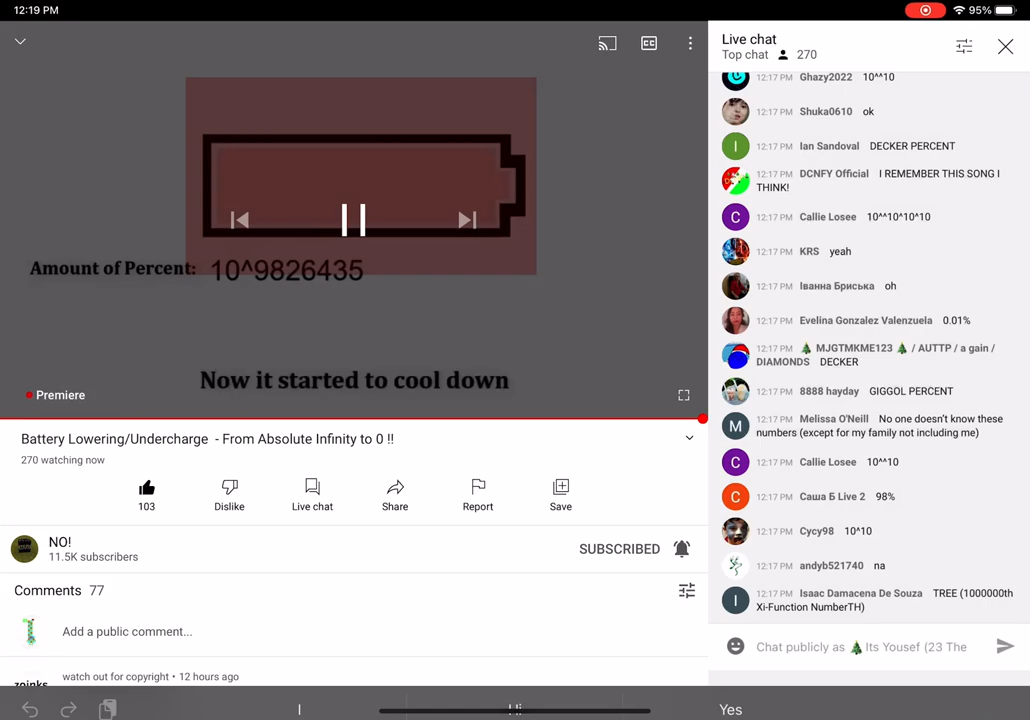 12:19 PM
95%
Amount of Percent: 10^9826435
Now it started to cool down
Premiere
Battery Lowering/Undercharge - From Absolute Infinity to 0 !!
270 watching now
103
Dislike
Live chat
Share
Report
Save
NO!
11.5K subscribers
SUBSCRIBED
Comments 77
Add a public comment...
zoinks
watch out for copyright • 12 hours ago
Live chat
Top chat 270
12:17 PM Ghazy2022 10^^10
12:17 PM Shuka0610 ok
12:17 PM Ian Sandoval DECKER PERCENT
12:17 PM DCNFY Official I REMEMBER THIS SONG I
THINK!
12:17 PM Callie Losee 10^^10^10^10
12:17 PM KRS yeah
12:17 PM Іванна Бриська oh
12:17 PM Evelina Gonzalez Valenzuela 0.01%
12:17 PM 🎄 MJGTMKME123 🎄 / AUTTP / a gain /
DIAMONDS DECKER
12:17 PM 8888 hayday GIGGOL PERCENT
12:17 PM Melissa O'Neill No one doesn't know these
numbers (except for my family not including me)
12:17 PM Callie Losee 10^^10
12:17 PM Саша Б Live 2 98%
12:17 PM Cycy98 10^10
12:17 PM andyb521740 na
12:17 PM Isaac Damacena De Souza TREE (1000000th
Xi-Function NumberTH)
Chat publicly as 🎄Its Yousef (23 The
I
Hi
Yes